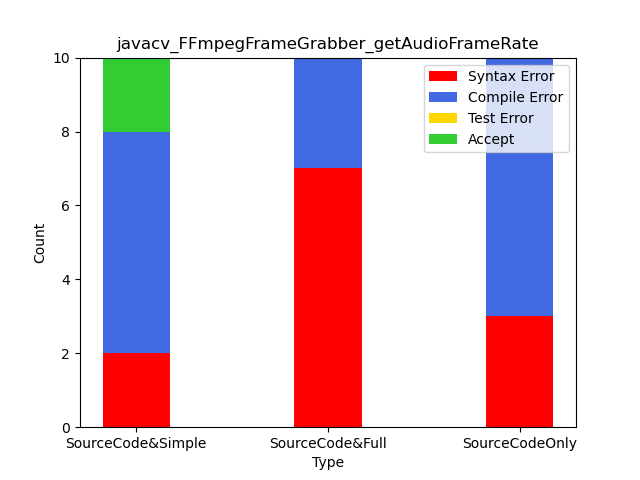 javacv_FFmpegFrameGrabber_getAudioFrameRate
10
8
6
4
2
0
Count
Syntax Error
Compile Error
Test Error
Accept
SourceCode&Simple
SourceCode&Full
SourceCodeOnly
Type